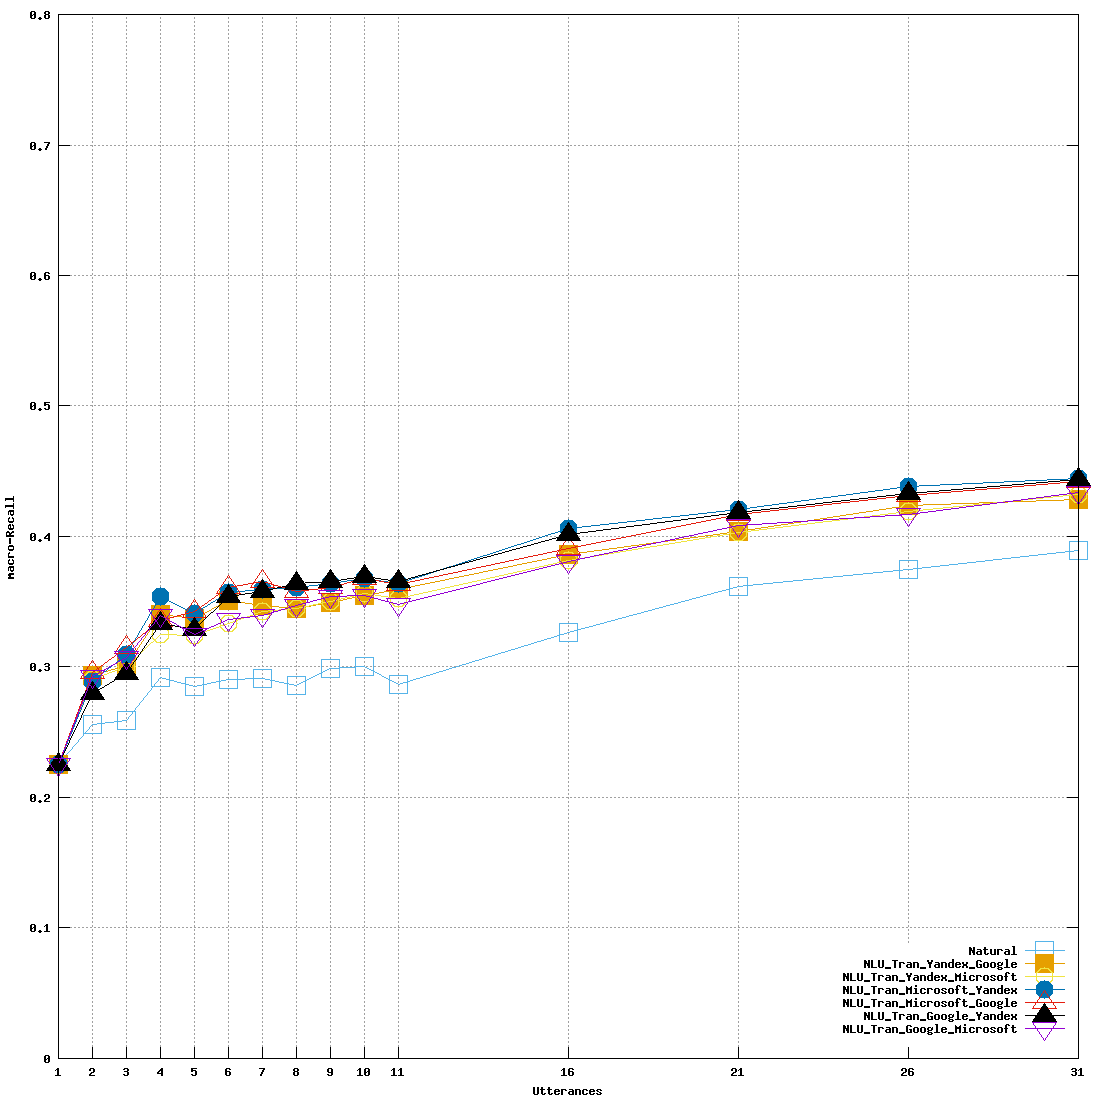 0.8
0.7
0.6
0.5
0.4
0.3
0.2
0.1
0
macro-Recall
Natural
NLU_Tran_Yandex_Google
NLU_Tran_Yandex_Microsoft
NLU_Tran_Microsoft_Yandex
NLU_Tran_Microsoft_Google
NLU_Tran_Google_Yandex
NLU_Tran_Google_Microsoft
1 2 3 4 5 6 7 8 9 10 11 16 21 26 31
Utterances